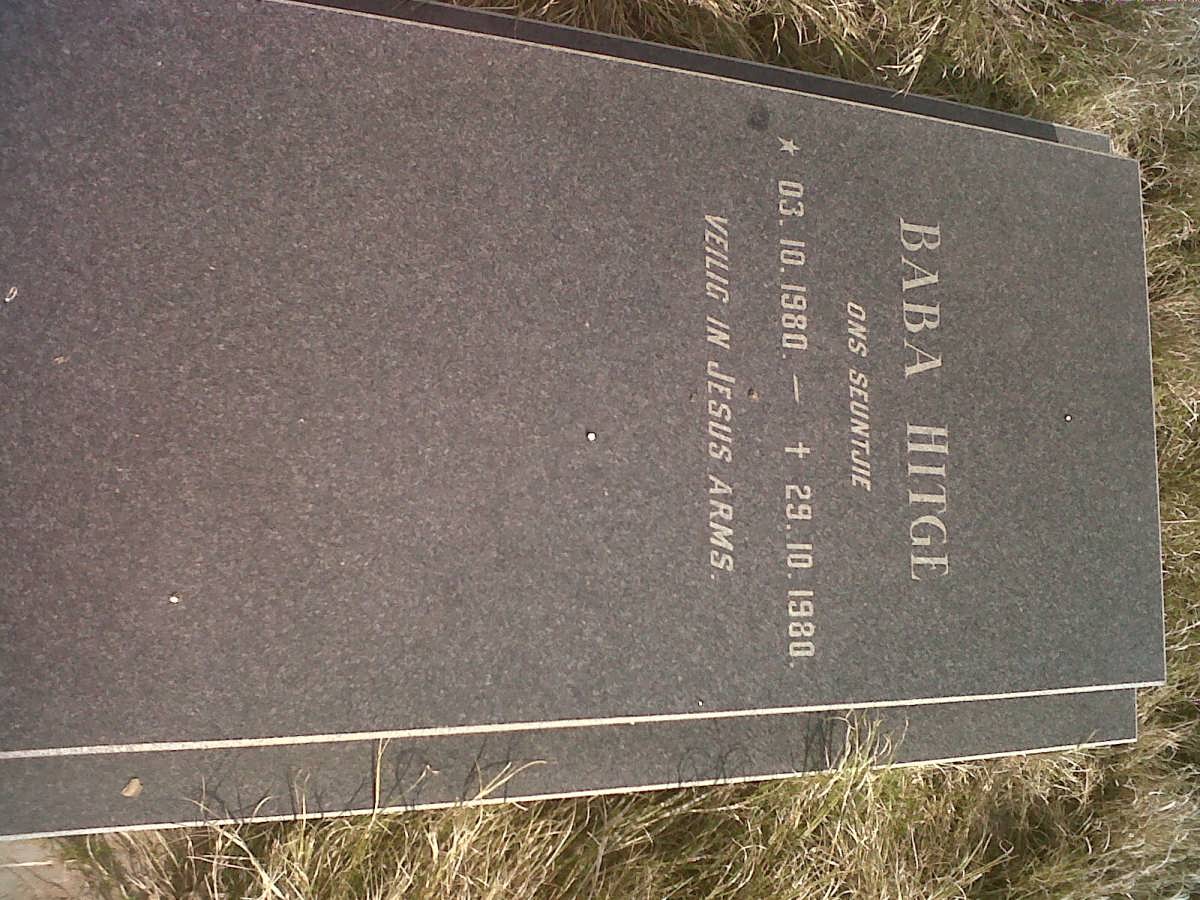 BABA HITGE
ONS SEUNTJIE
★ 03.10.1980. — † 29.10.1980.
VEILIG IN JESUS ARMS.